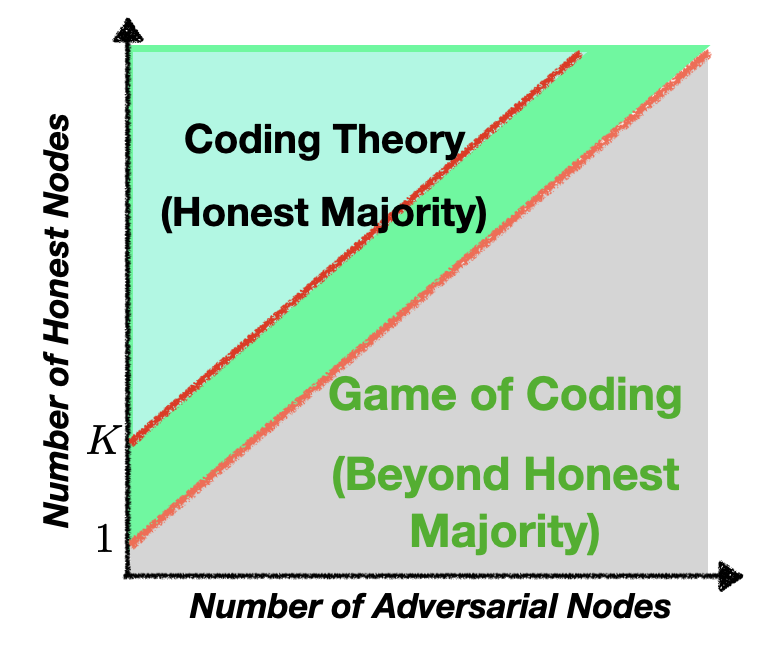 Coding Theory
(Honest Majority)
Number of Honest Nodes
K
1
Game of Coding
(Beyond Honest
Majority)
Number of Adversarial Nodes